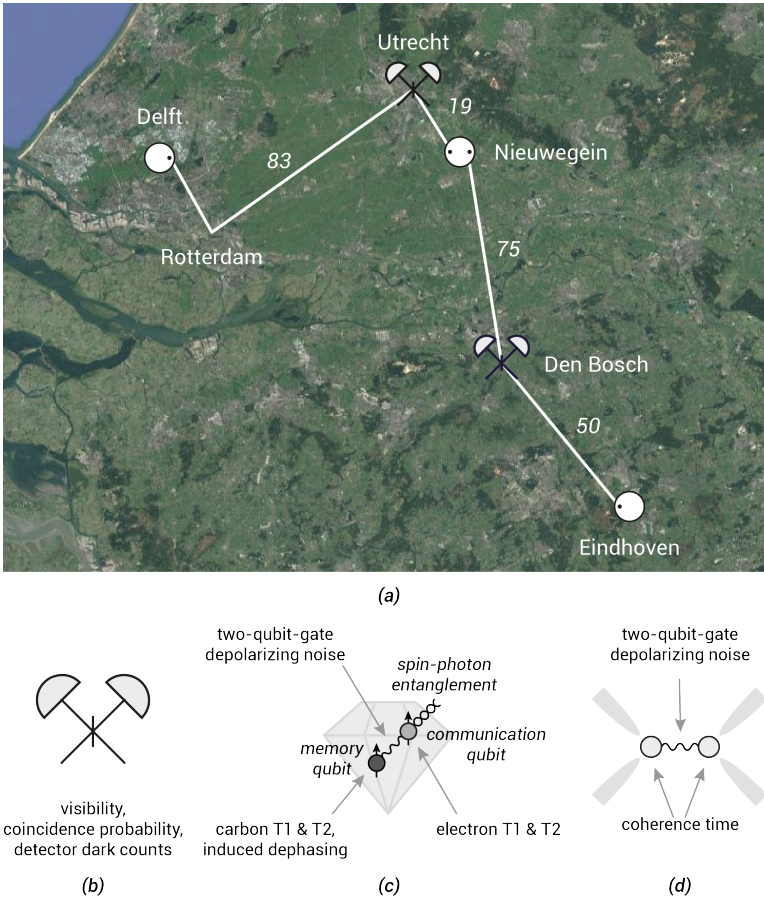 Utrecht
19
Delft
83
Nieuwegein
Rotterdam
75
Den Bosch
50
Eindhoven
(a)
visibility,
coincidence probability,
detector dark counts
(b)
two-qubit-gate
depolarizing noise
spin-photon
entanglement
memory
qubit
communication
qubit
carbon T1 & T2,
induced dephasing
electron T1 & T2
(c)
two-qubit-gate
depolarizing noise
coherence time
(d)